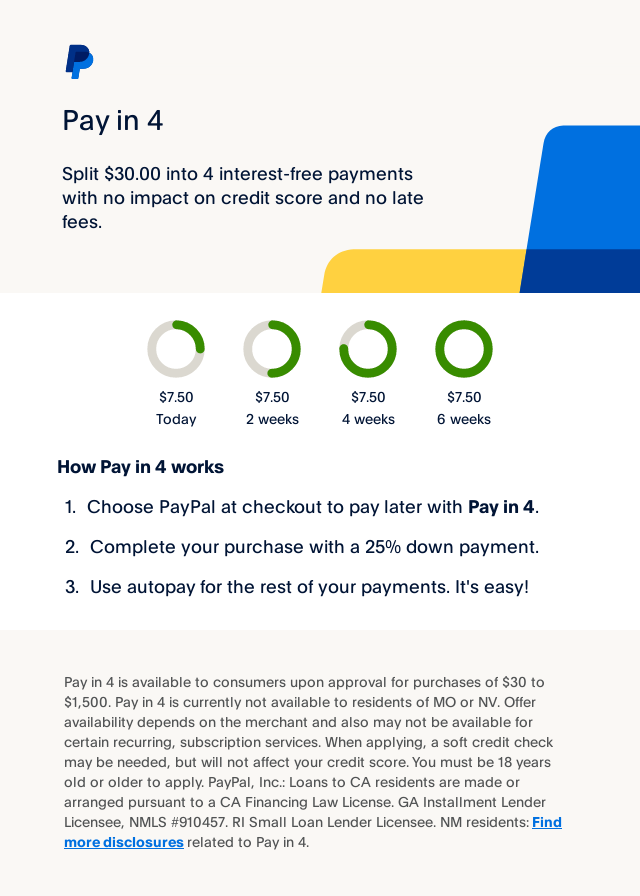 Pay in 4
Split $30.00 into 4 interest-free payments
with no impact on credit score and no late
fees.
$7.50 $7.50 $7.50 $7.50
Today 2 weeks 4 weeks 6 weeks
How Pay in 4 works
1. Choose PayPal at checkout to pay later with Pay in 4.
2. Complete your purchase with a 25% down payment.
3. Use autopay for the rest of your payments. It's easy!
Pay in 4 is available to consumers upon approval for purchases of $30 to
$1,500. Pay in 4 is currently not available to residents of MO or NV. Offer
availability depends on the merchant and also may not be available for
certain recurring, subscription services. When applying, a soft credit check
may be needed, but will not affect your credit score. You must be 18 years
old or older to apply. PayPal, Inc.: Loans to CA residents are made or
arranged pursuant to a CA Financing Law License. GA Installment Lender
Licensee, NMLS #910457. RI Small Loan Lender Licensee. NM residents: Find
more disclosures related to Pay in 4.